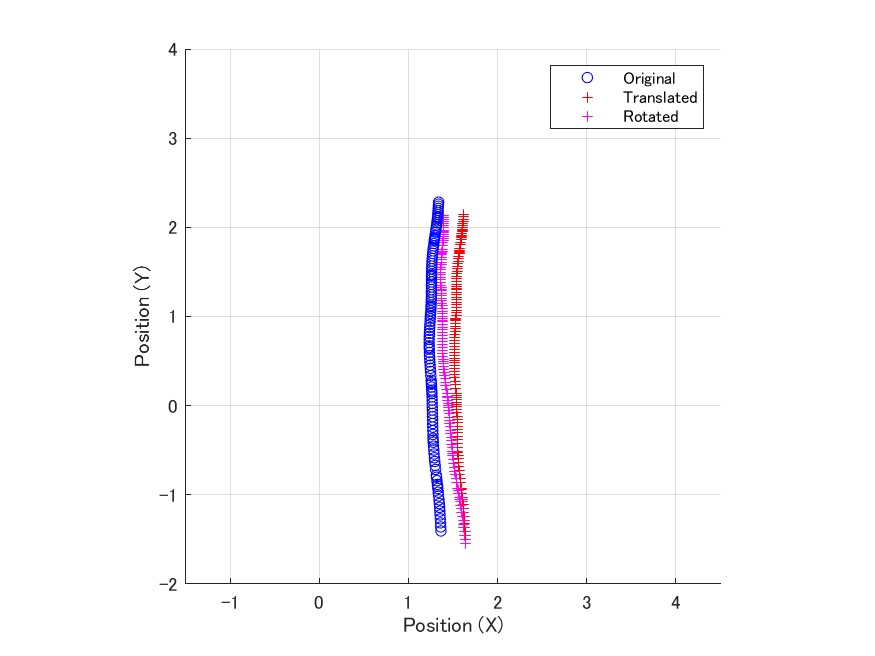 4
3
2
1
0
-1
-2
-1
0
1
2
3
4
Position (X)
Position (Y)
Original
Translated
Rotated